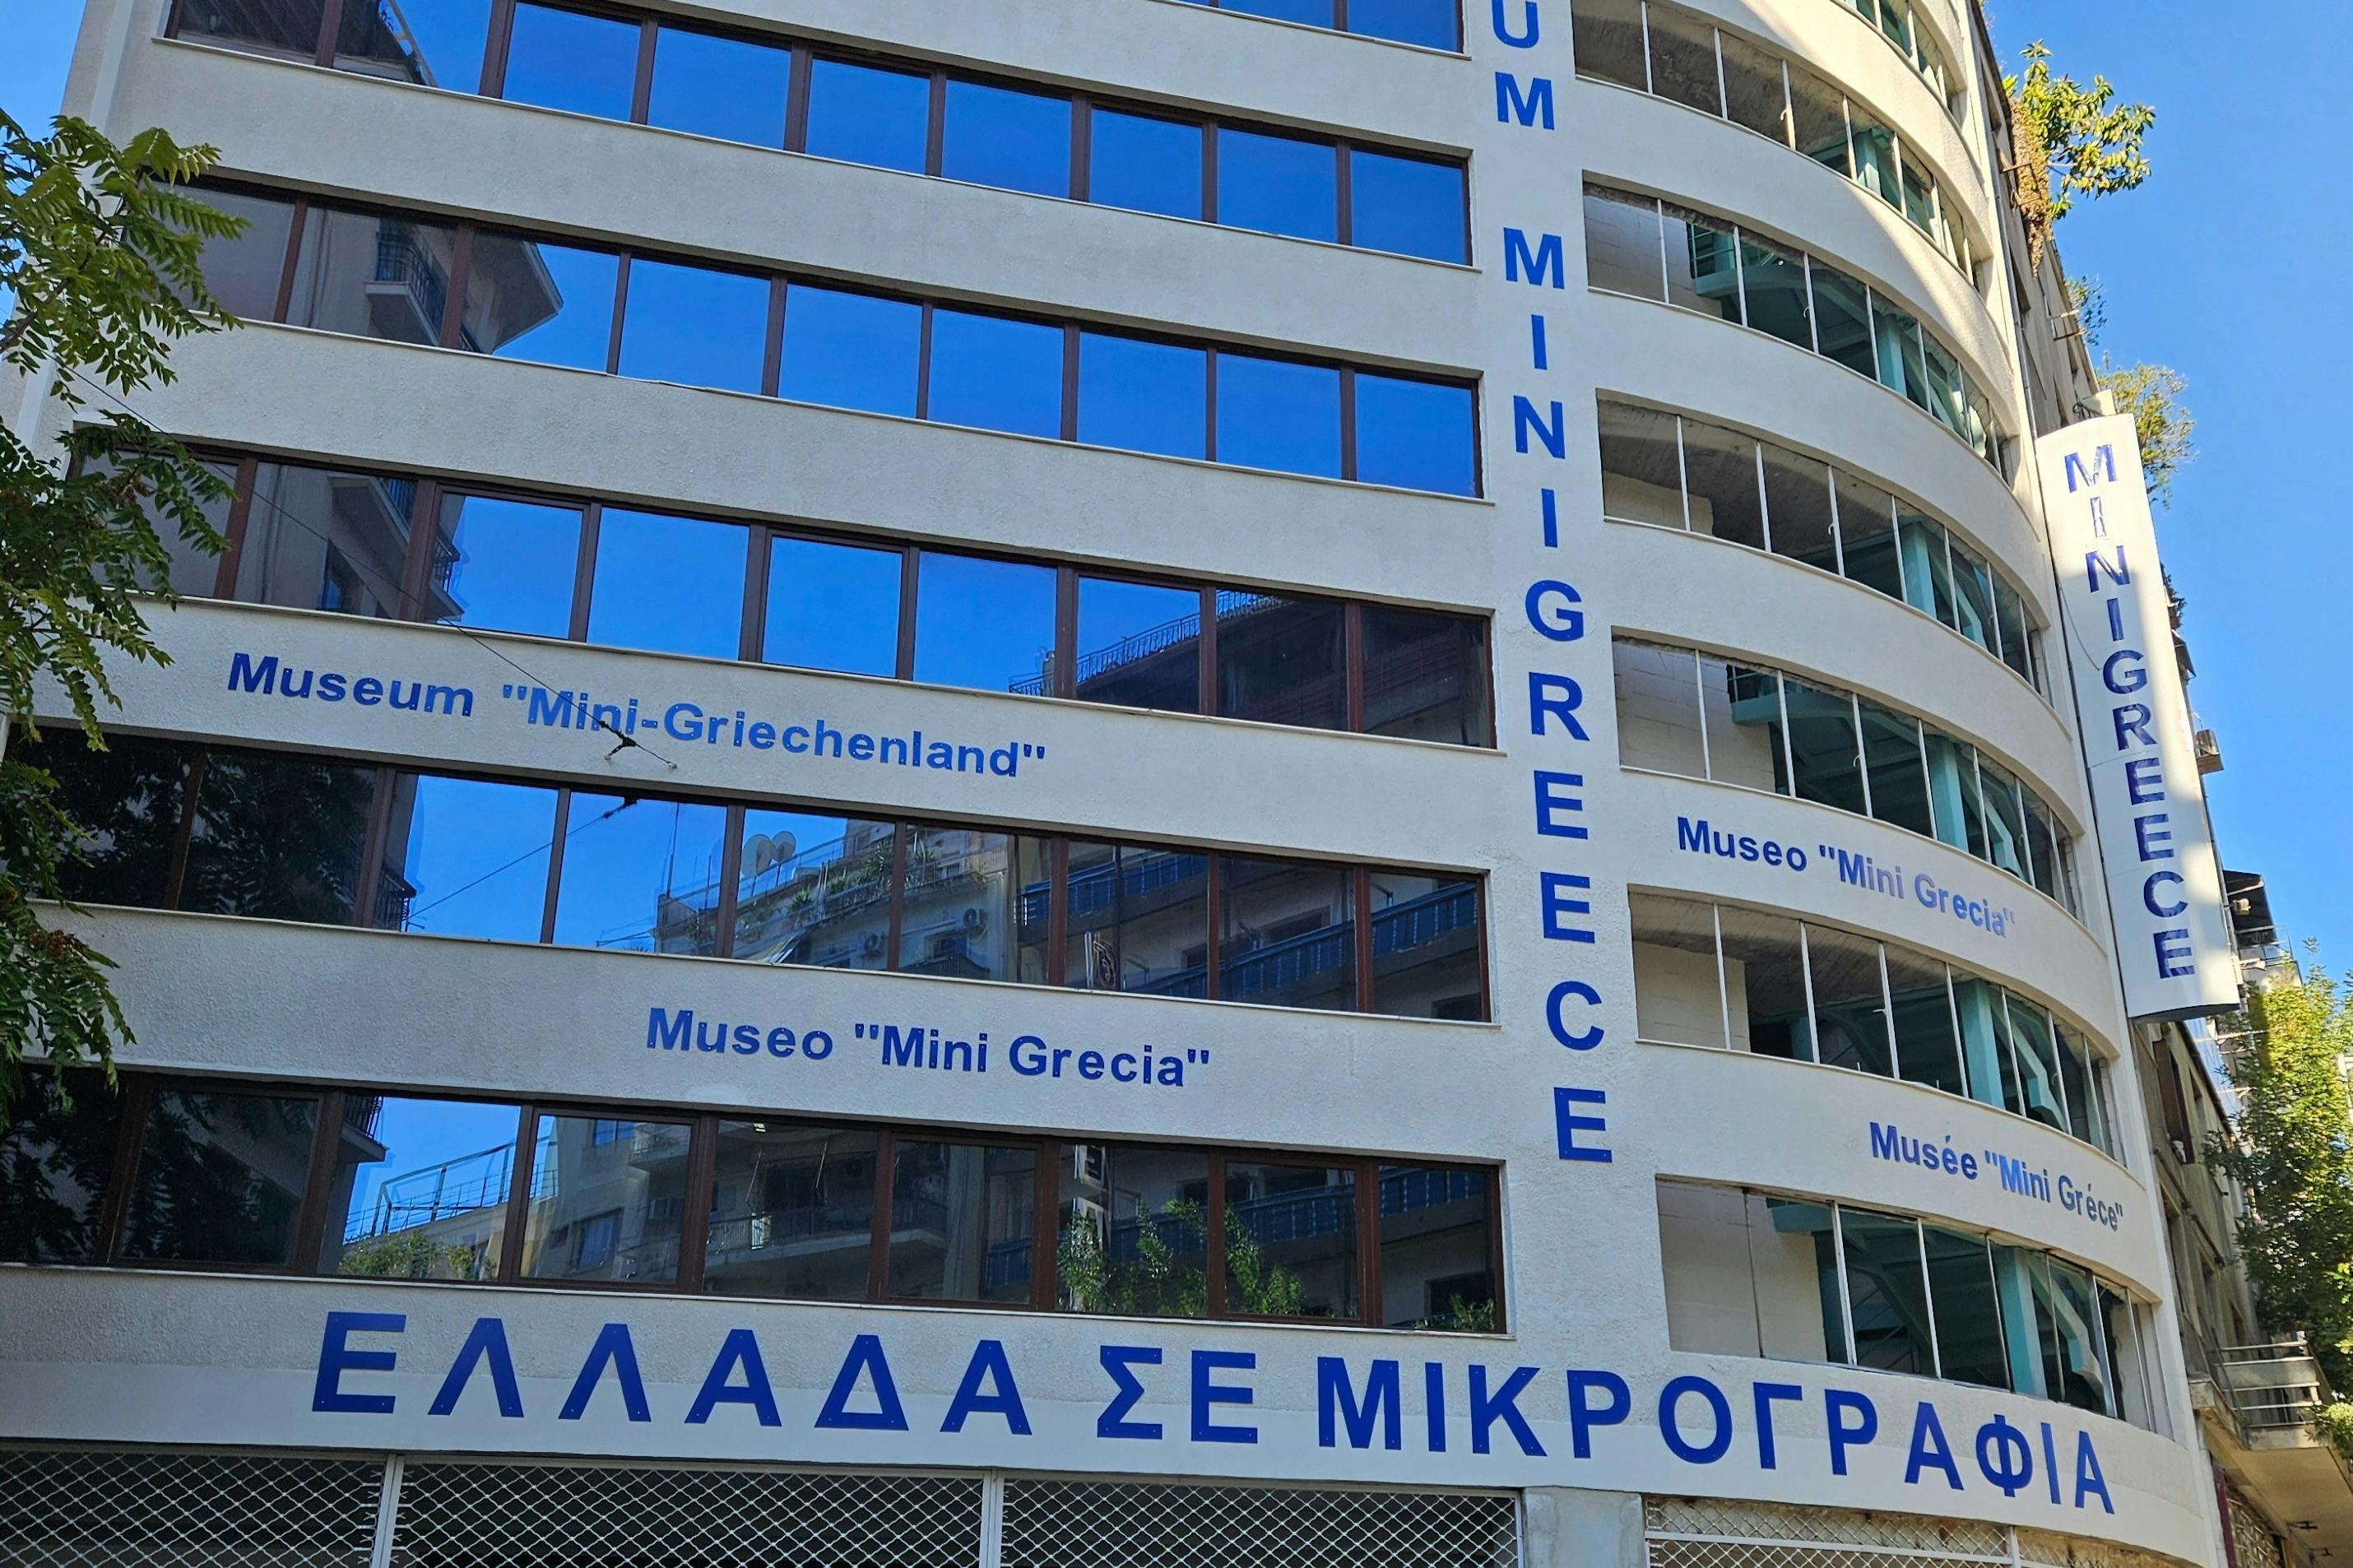 UM MINIGREECE
MINIGREECE
Museum "Mini-Griechenland"
Museo "Mini Grecia"
Museo "Mini Grecia"
Musée "Mini Gréce"
ΕΛΛΑΔΑ ΣΕ ΜΙΚΡΟΓΡΑΦΙΑ